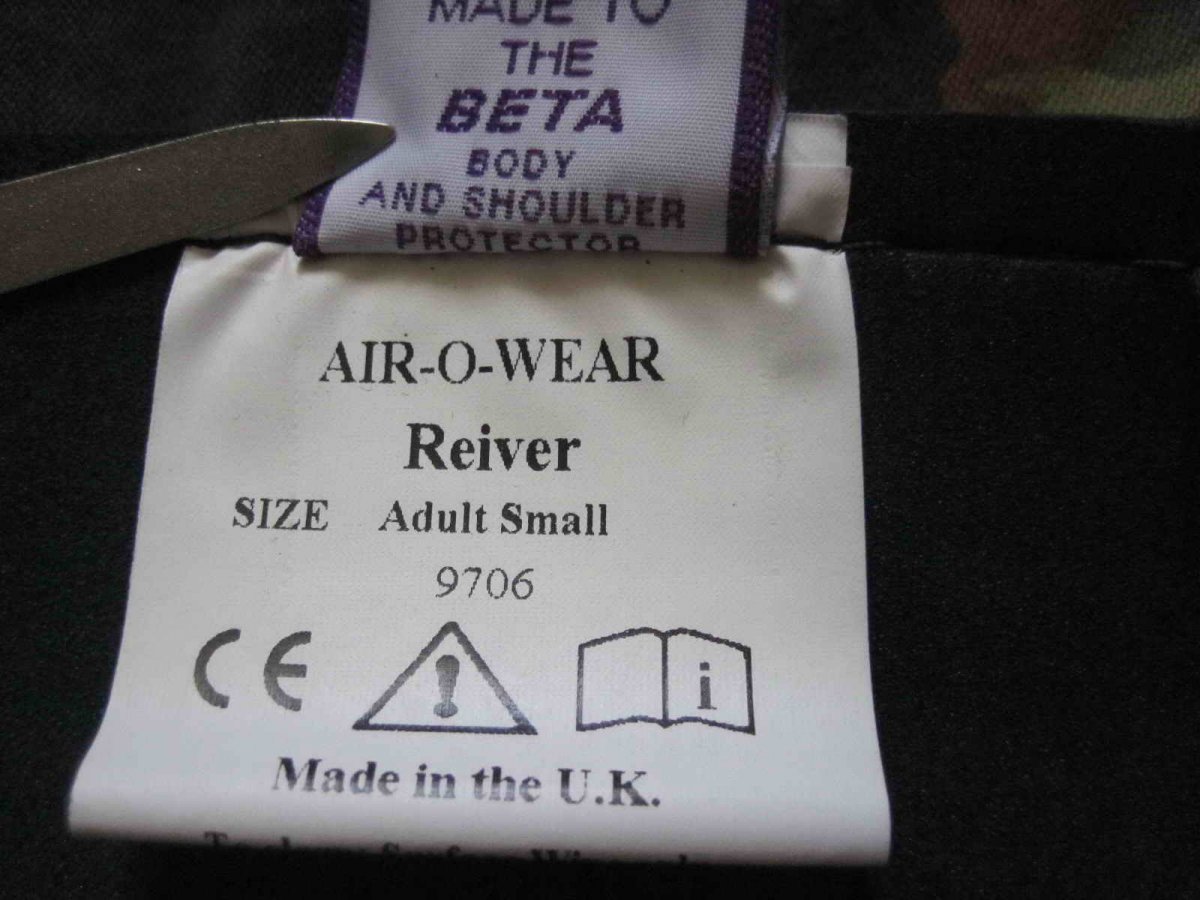 MADE TO
THE
BETA
BODY
AND SHOULDER
PROTECTOR
AIR-O-WEAR
Reiver
SIZE Adult Small
9706
CE
i
Made in the U.K.